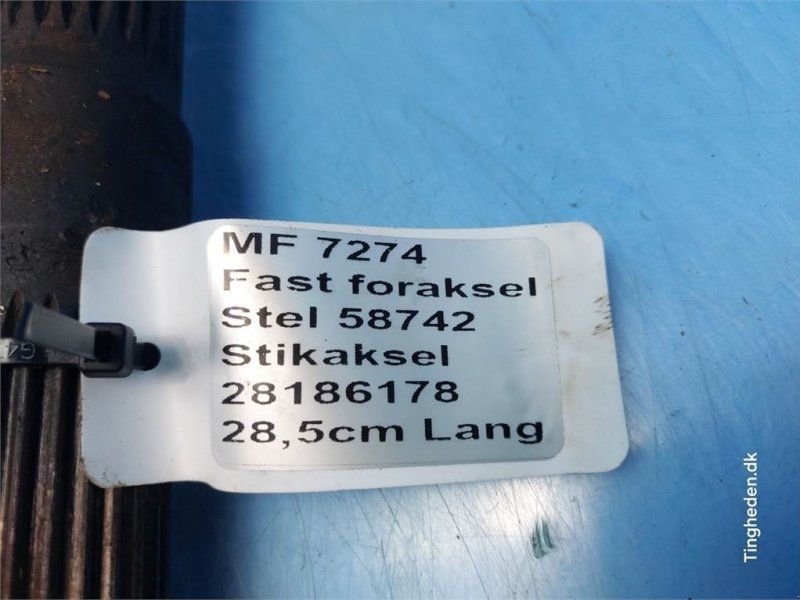 MF 7274
Fast foraksel
Stel 58742
Stikaksel
28186178
28,5cm Lang
Tingheden.dk